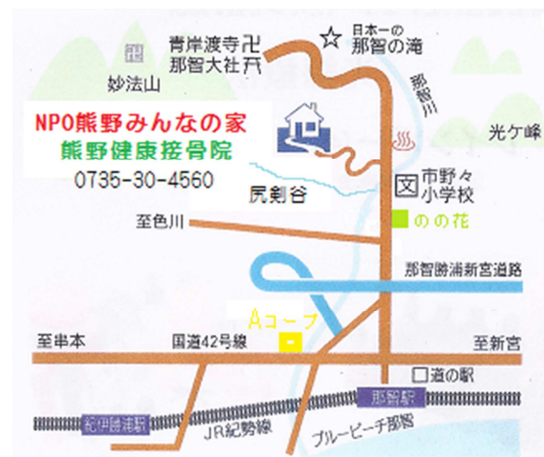 日本一の
那智の滝
青岸渡寺卍
那智大社
卍
妙法山
那智川
光ケ峰
NPO熊野みんなの家
熊野健康接骨院
0735-30-4560
尻剣谷
文
市野々
小学校
のの花
至色川
那智勝浦新宮道路
Aコープ
至串本
国道42号線
至新宮
道の駅
那智駅
紀伊勝浦駅
JR紀勢線
ブルービーチ那智